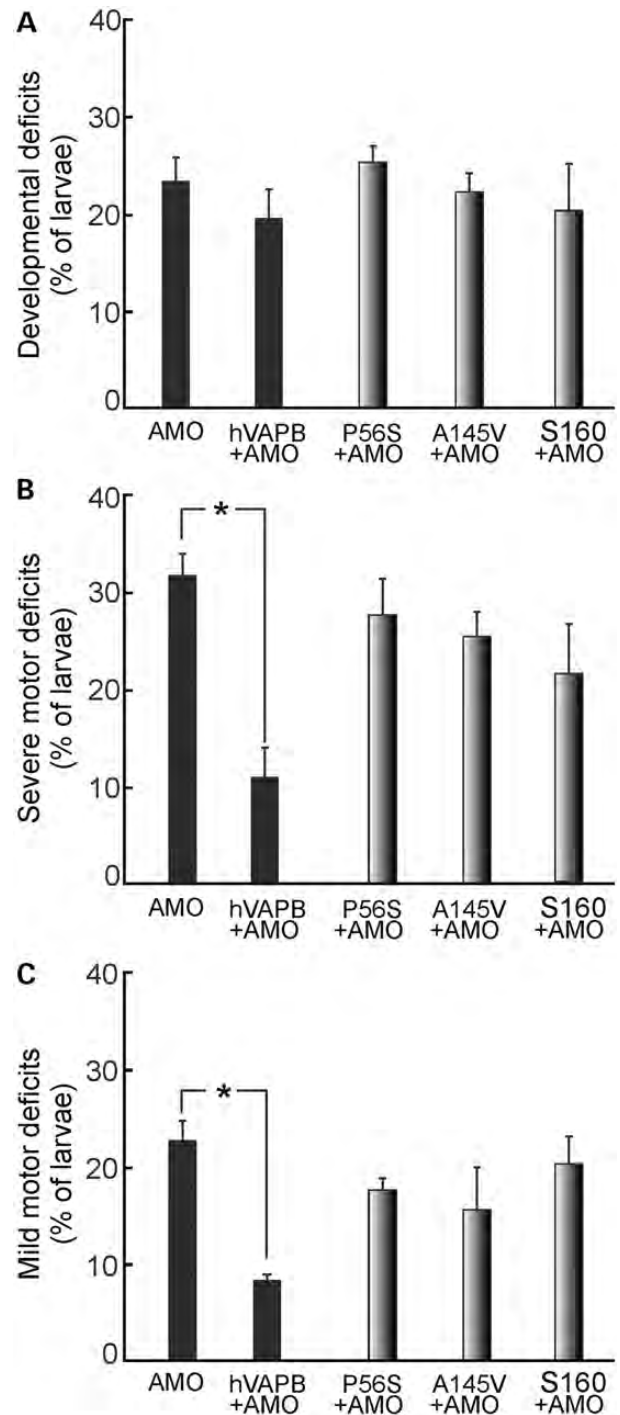 A
Developmental deficits
(% of larvae)
40
30
20
10
0
AMO hVAPB P56S A145V S160
+AMO +AMO +AMO +AMO
B
Severe motor deficits
(% of larvae)
40
30
20
10
0
*
AMO hVAPB P56S A145V S160
+AMO +AMO +AMO +AMO
C
Mild motor deficits
(% of larvae)
40
30
20
10
0
*
AMO hVAPB P56S A145V S160
+AMO +AMO +AMO +AMO